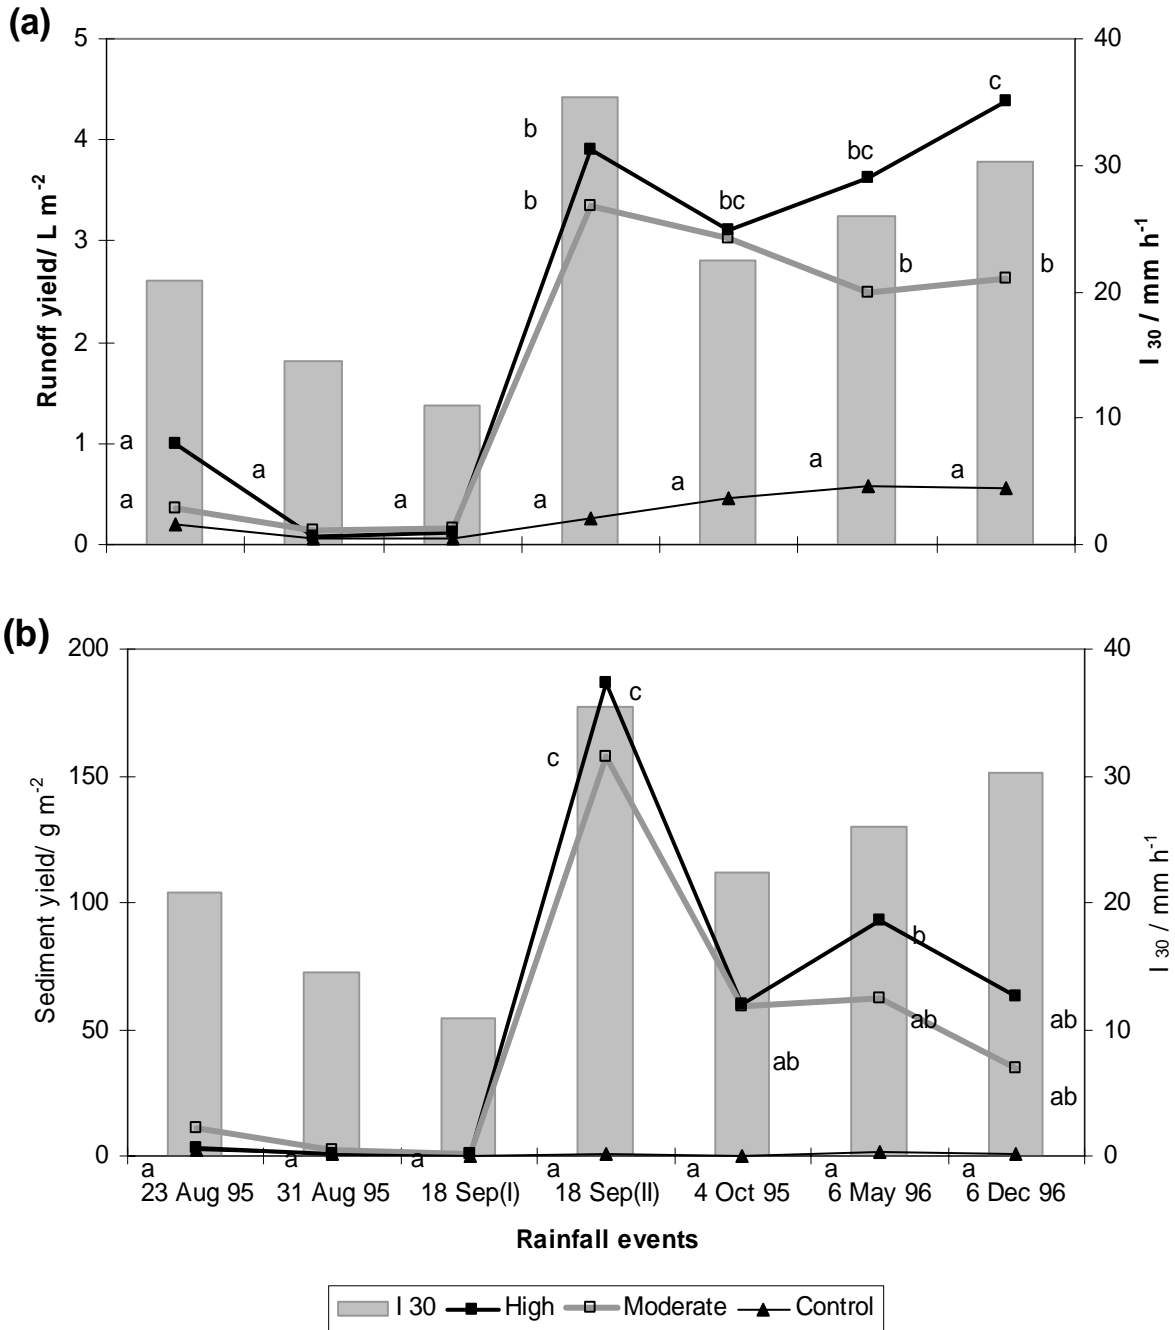 (a)
5
40
4
30
3
20
2
10
1
0
0
Runoff yield/ L m-2
I 30 / mm h-1
a
a
a
a
b
b
a
bc
a
bc
b
a
c
b
a
(b)
200
40
150
30
100
20
50
10
0
0
Sediment yield/ g m-2
I 30 / mm h-1
c
c
b
ab
ab
ab
ab
a
a
a
a
a
a
a
23 Aug 95 31 Aug 95 18 Sep(I) 18 Sep(II) 4 Oct 95 6 May 96 6 Dec 96
Rainfall events
I 30 High Moderate Control